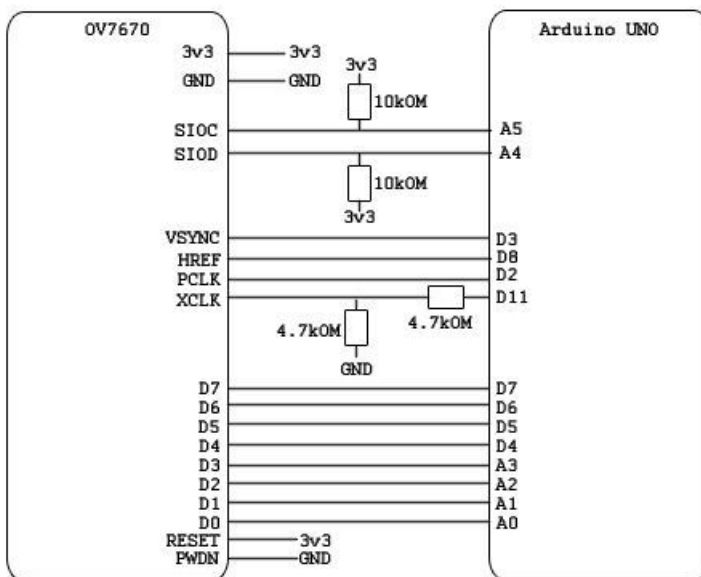 OV7670 Arduino UNO
3v3 3v3
GND GND
3v3
10kOM
SIOC A5
SIOD A4
10kOM
3v3
VSYNC D3
HREF D8
PCLK D2
XCLK D11
4.7kOM 4.7kOM
GND
D7 D7
D6 D6
D5 D5
D4 D4
D3 A3
D2 A2
D1 A1
D0 A0
RESET 3v3
PWDN GND